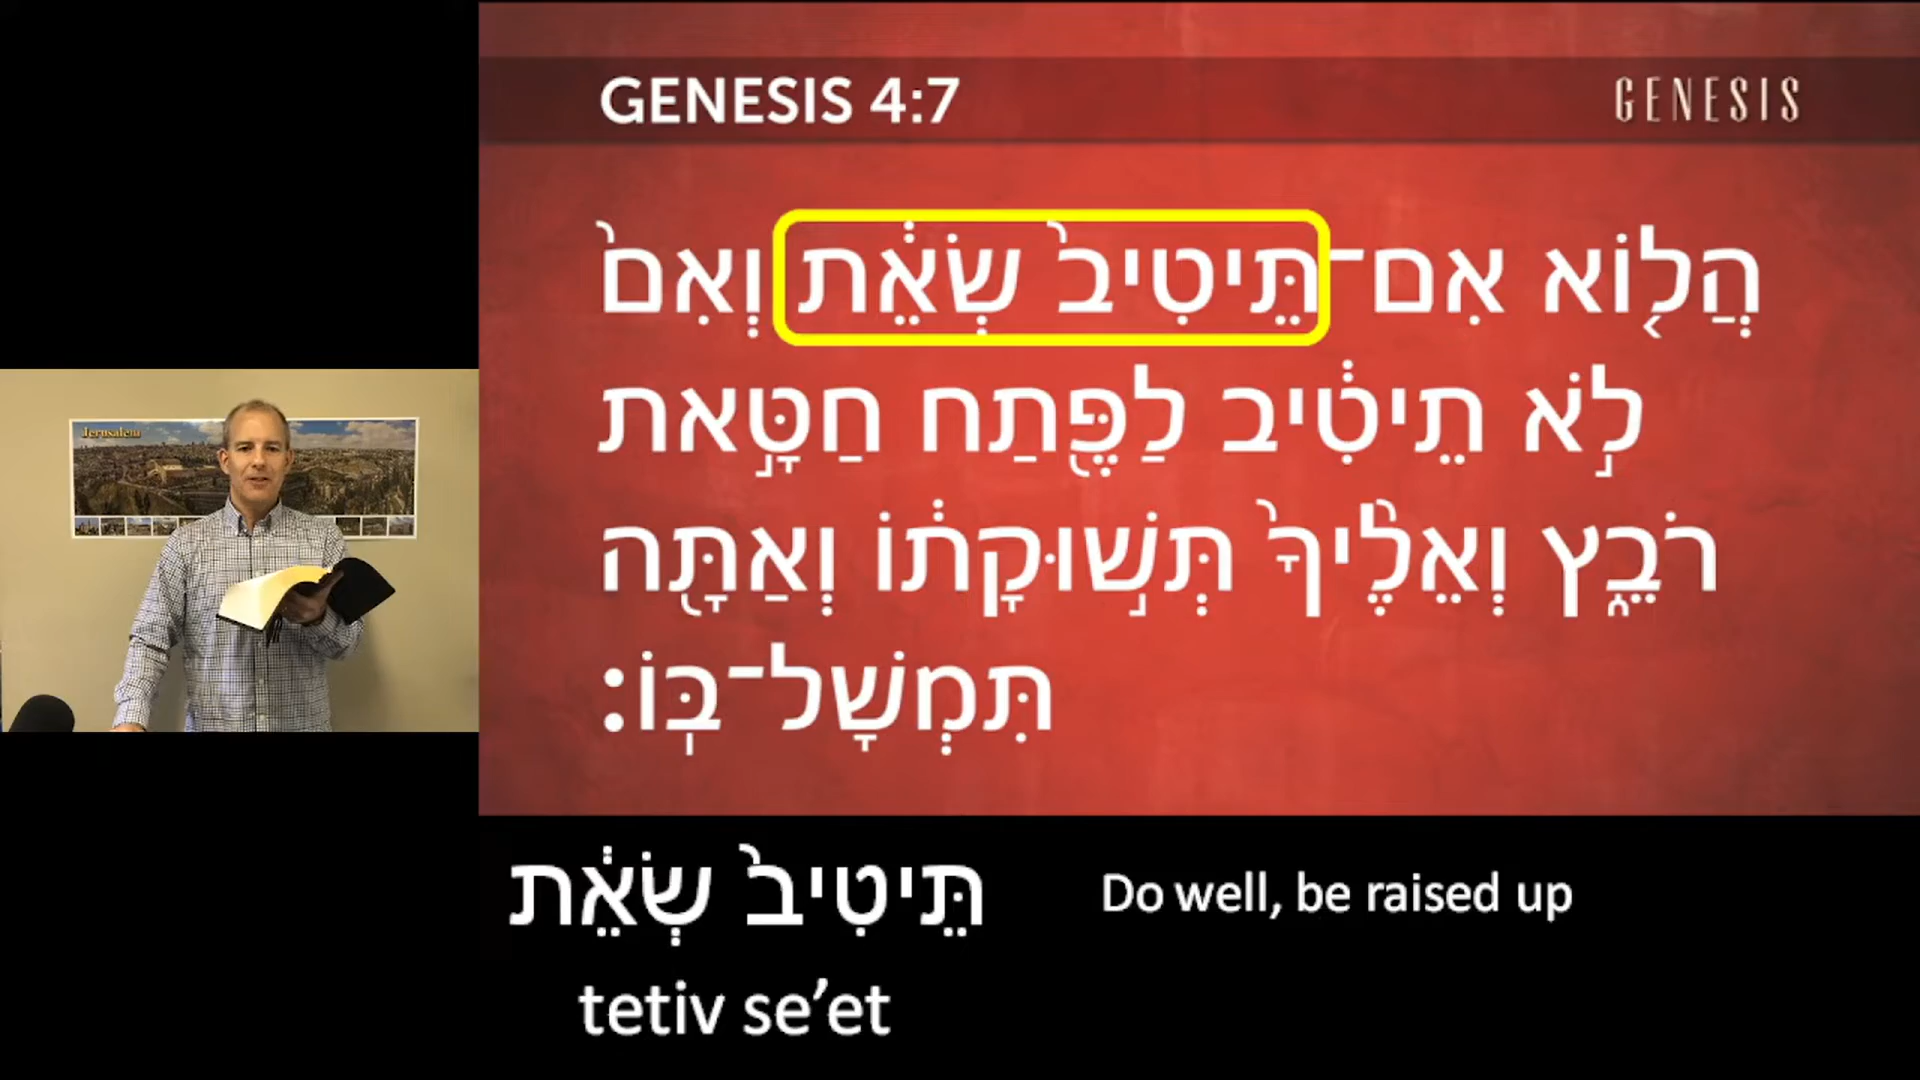 GENESIS 4:7
GENESIS
הֲל֤וֹא אִם־תֵּיטִיב֙ שְׂאֵ֔ת וְאִם֙
לֹ֣א תֵיטִ֔יב לַפֶּ֖תַח חַטָּ֣את
רֹבֵ֑ץ וְאֵלֶ֙יךָ֙ תְּשׁ֣וּקָת֔וֹ וְאַתָּ֖ה
תִּמְשָׁל־בּֽוֹ׃
Jerusalem
תֵּיטִיב֙ שְׂאֵ֔ת
Do well, be raised up
tetiv se’et